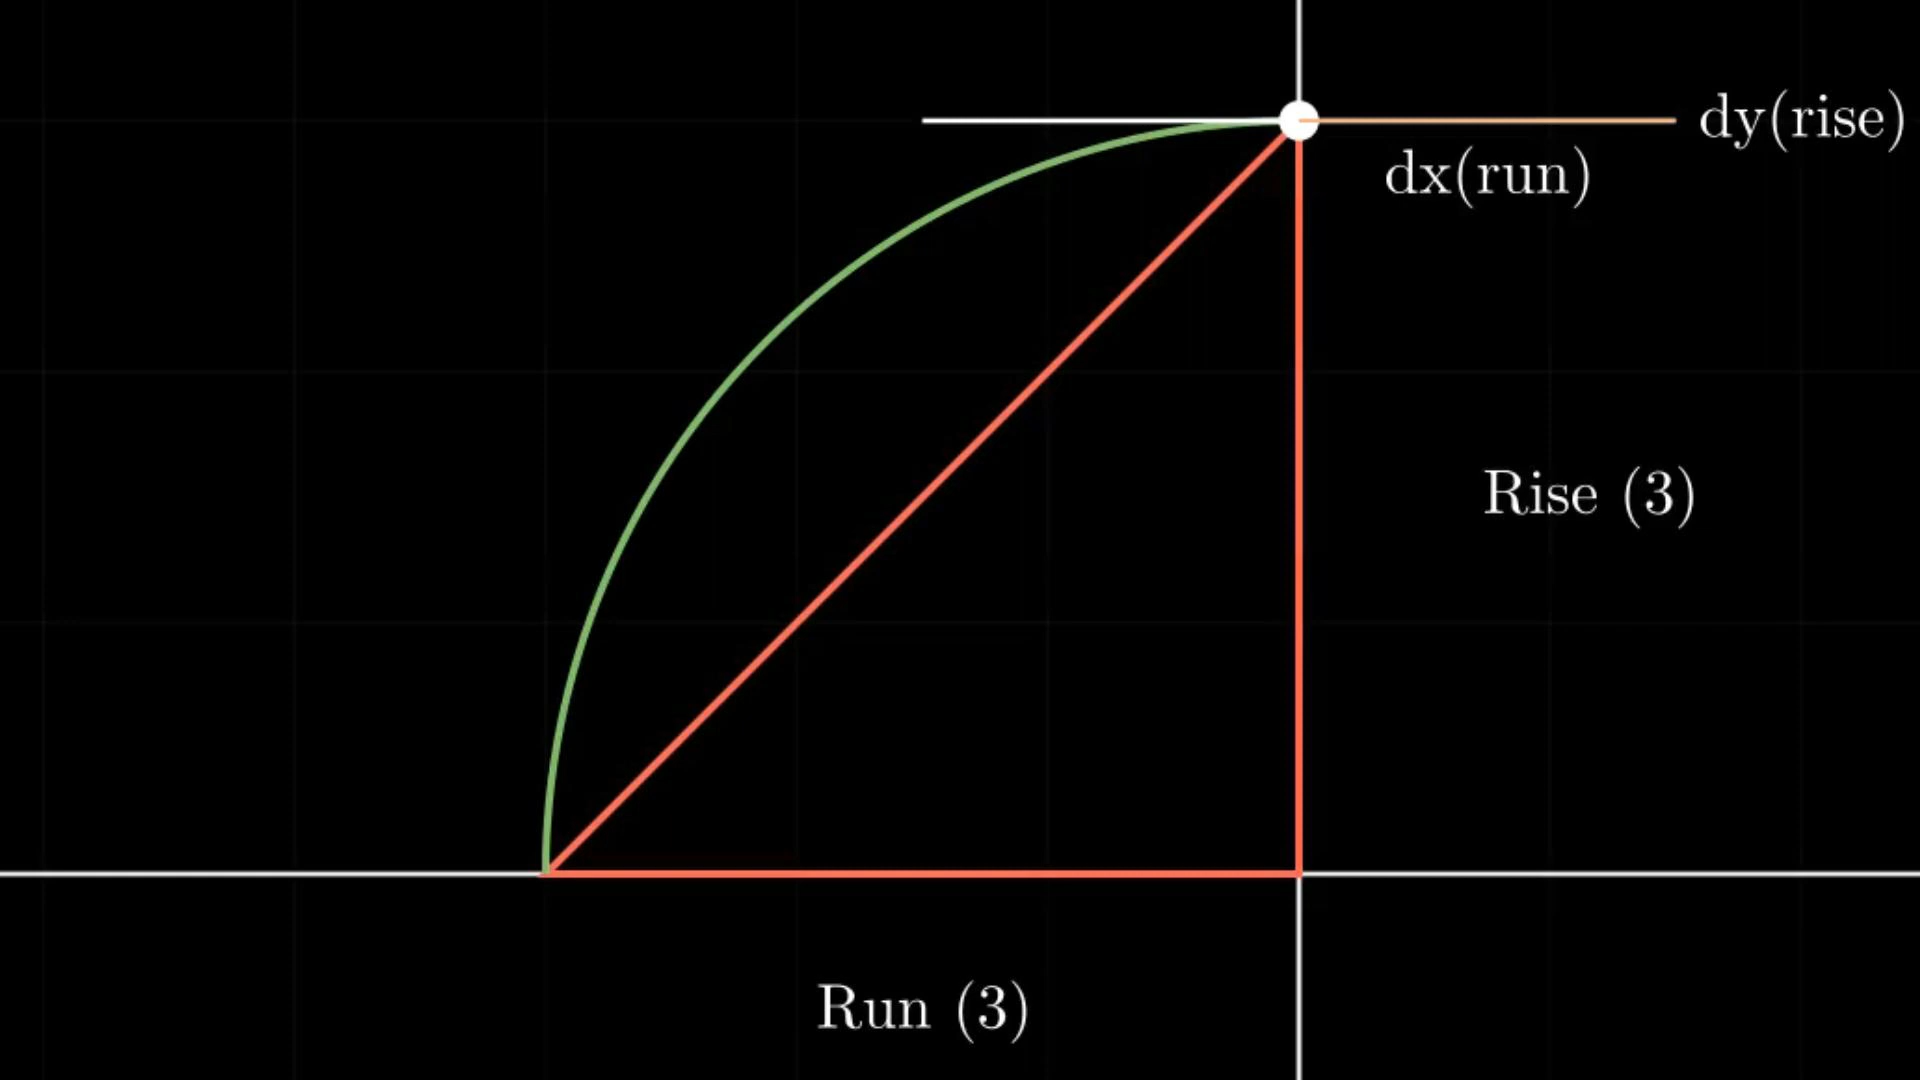 dy(rise)
dx(run)
Rise (3)
Run (3)